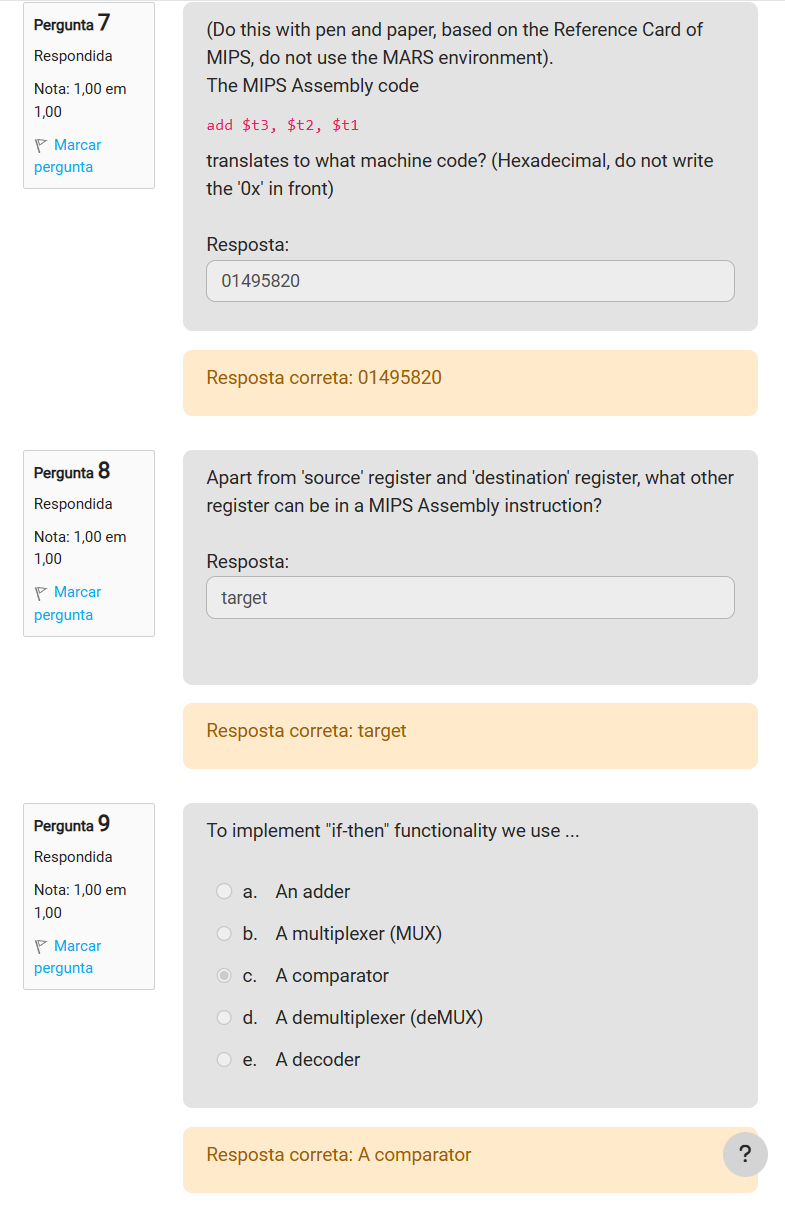 Pergunta 7
Respondida
Nota: 1,00 em
1,00
Marcar
pergunta
(Do this with pen and paper, based on the Reference Card of
MIPS, do not use the MARS environment).
The MIPS Assembly code
add $t3, $t2, $t1
translates to what machine code? (Hexadecimal, do not write
the '0x' in front)
Resposta:
01495820
Resposta correta: 01495820
Pergunta 8
Respondida
Nota: 1,00 em
1,00
Marcar
pergunta
Apart from 'source' register and 'destination' register, what other
register can be in a MIPS Assembly instruction?
Resposta:
target
Resposta correta: target
Pergunta 9
Respondida
Nota: 1,00 em
1,00
Marcar
pergunta
To implement "if-then" functionality we use ...
a. An adder
b. A multiplexer (MUX)
c. A comparator
d. A demultiplexer (deMUX)
e. A decoder
Resposta correta: A comparator
?